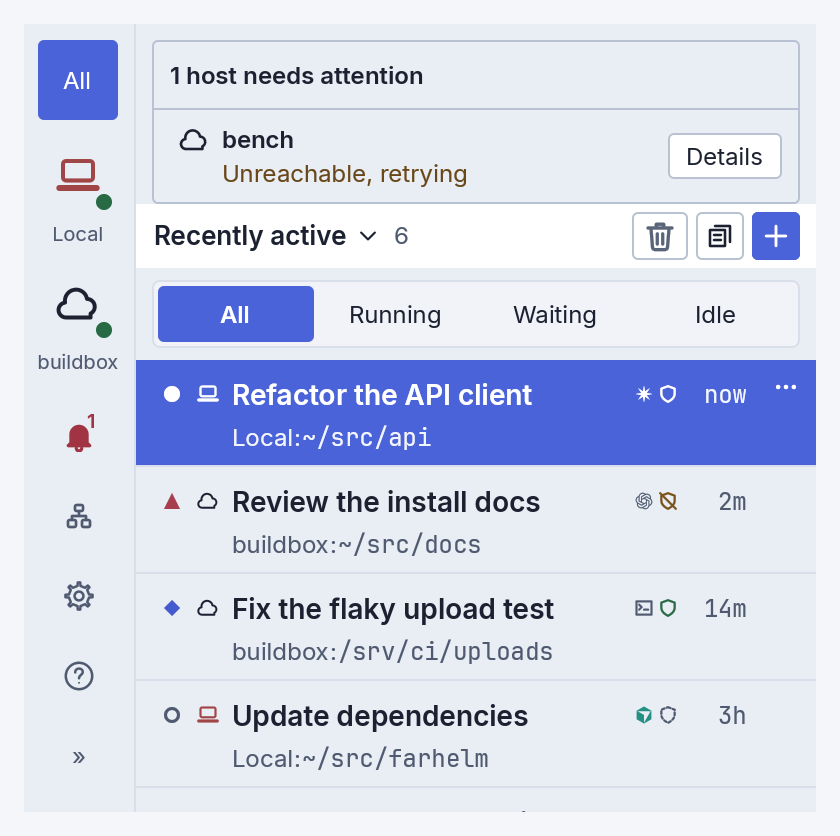 All
Local
buildbox
1
»
1 host needs attention
bench
Unreachable, retrying
Details
Recently active 6
All Running Waiting Idle
Refactor the API client now
Local:~/src/api
Review the install docs 2m
buildbox:~/src/docs
Fix the flaky upload test 14m
buildbox:/srv/ci/uploads
Update dependencies 3h
Local:~/src/farhelm